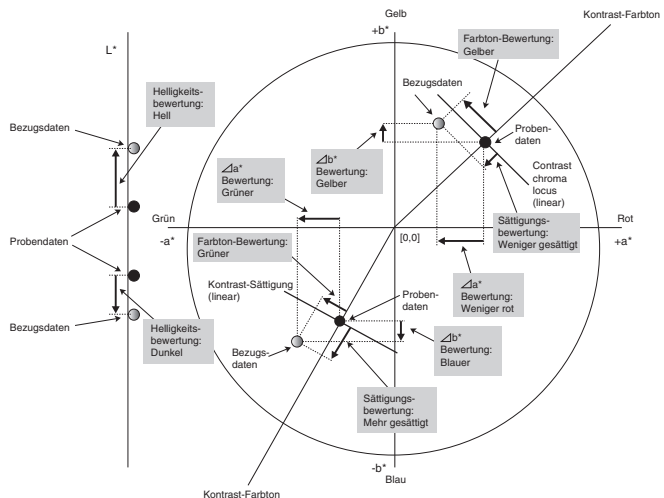 Gelb
+b*
Kontrast-Farbton
L*
Farbton-Bewertung:
Gelber
Helligkeits-
bewertung:
Hell
Bezugsdaten
Bezugsdaten
Proben-
daten
⊿b*
Bewertung:
Gelber
⊿a*
Bewertung:
Grüner
Contrast
chroma
locus
(linear)
Sättigungs-
bewertung:
Weniger gesättigt
Grün
-a*
Rot
+a*
[0,0]
Probendaten
Farbton-Bewertung:
Grüner
Kontrast-Sättigung
(linear)
⊿a*
Bewertung:
Weniger rot
Proben-
daten
Bezugsdaten
Helligkeits-
bewertung:
Dunkel
⊿b*
Bewertung:
Blauer
Bezugs-
daten
Sättigungs-
bewertung:
Mehr gesättigt
-b*
Blau
Kontrast-Farbton